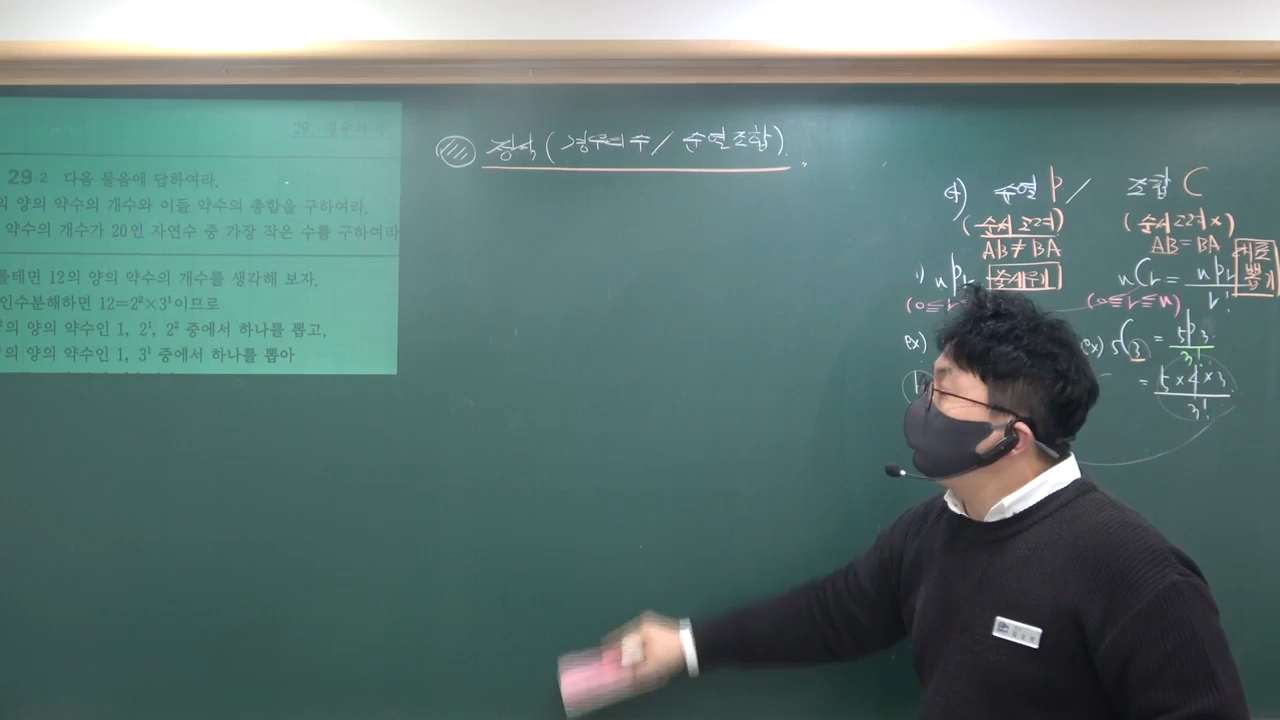 29. 경우의 수
29 2 다음 물음에 답하여라.
의 양의 약수의 개수와 이들 약수의 총합을 구하여라.
약수의 개수가 20인 자연수 중 가장 작은 수를 구하여라
를테면 12의 양의 약수의 개수를 생각해 보자.
인수분해하면 12=2²×3¹이므로
의 양의 약수인 1, 2¹, 2² 중에서 하나를 뽑고,
의 양의 약수인 1, 3¹ 중에서 하나를 뽑아
정석 (경우의 수 / 순열조합)
순열 P / 조합 C
(순서 고려) (순서 고려 ×)
AB ≠ BA AB = BA
nPr 줄세우기 nCr = nPr / r!
(0≤r≤n)
ex) ex) 5C3 = 5P3 / 3!
= 5×4×3 / 3!